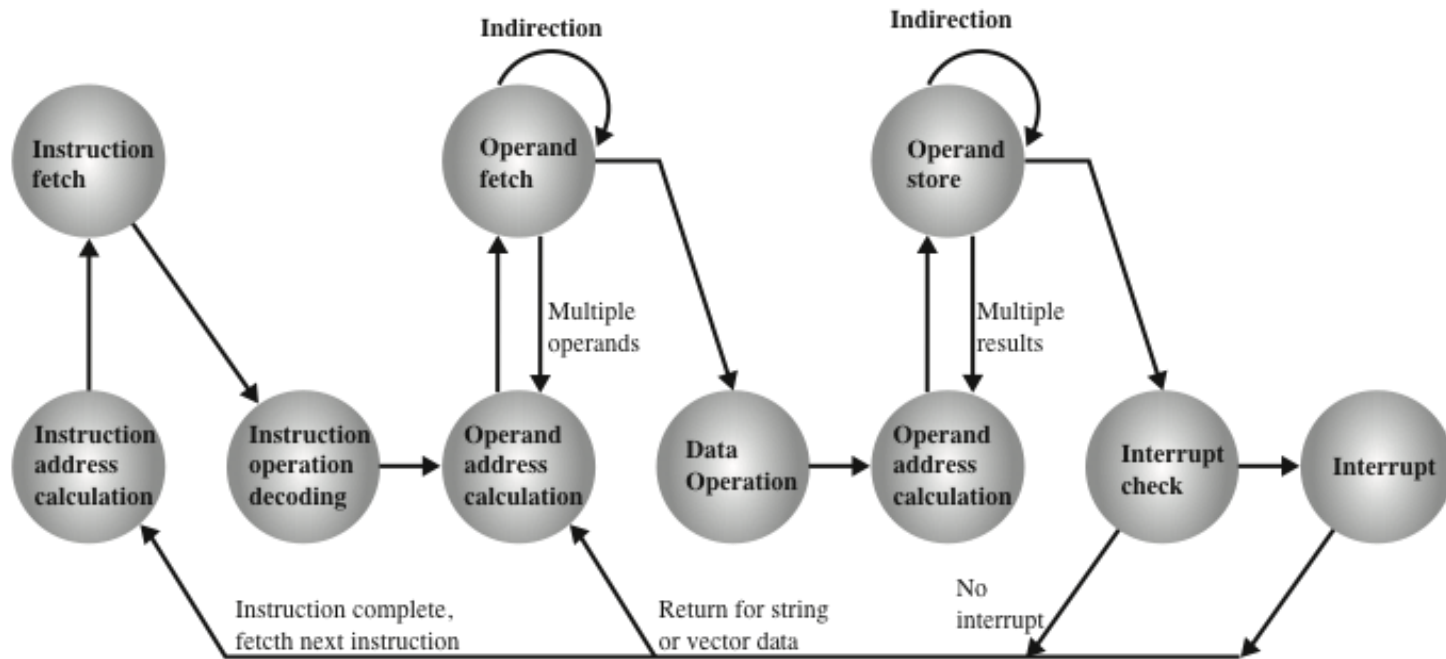 Indirection
Indirection
Instruction
fetch
Operand
fetch
Operand
store
Multiple
operands
Multiple
results
Instruction
address
calculation
Instruction
operation
decoding
Operand
address
calculation
Data
Operation
Operand
address
calculation
Interrupt
check
Interrupt
Instruction complete,
fetcth next instruction
Return for string
or vector data
No
interrupt